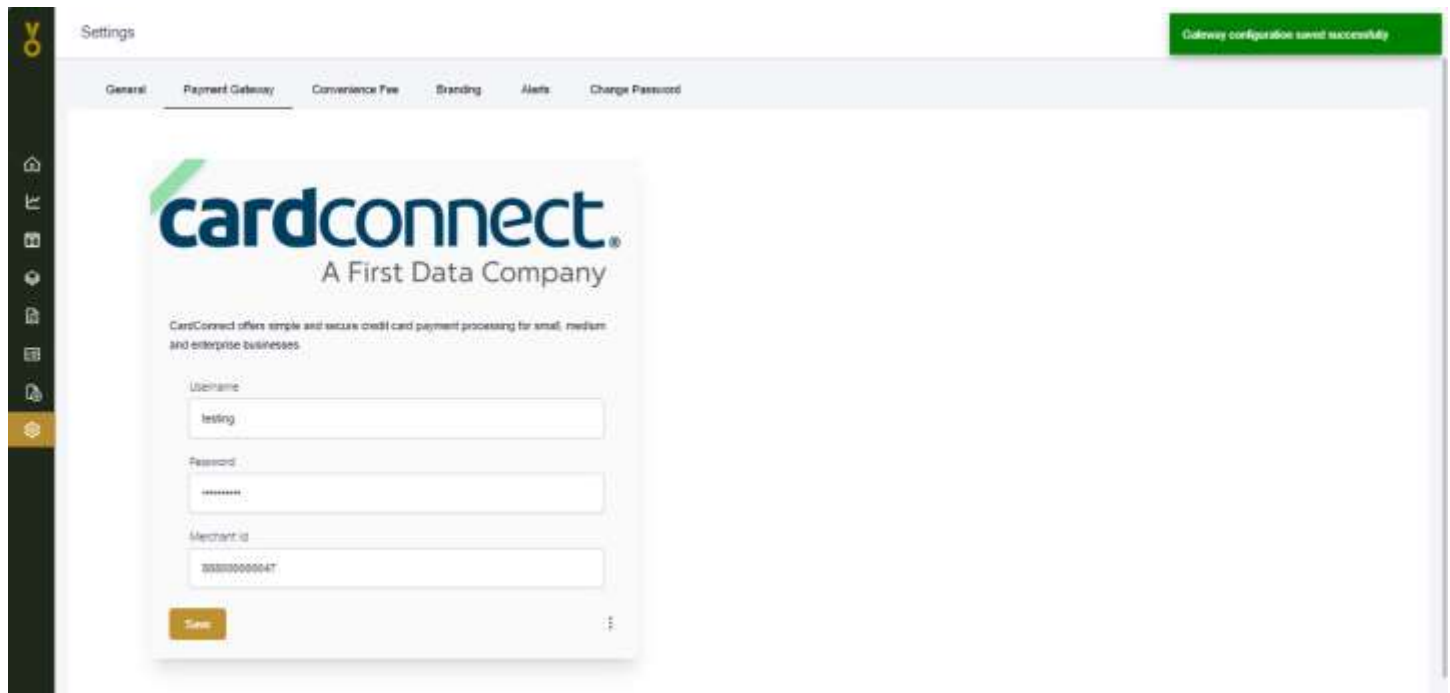 Settings
Gateway configuration saved successfully
General Payment Gateway Convenience Fee Branding Alerts Change Password
cardconnect.®
A First Data Company
CardConnect offers simple and secure credit card payment processing for small, medium
and enterprise businesses
Username
testing
Password
Merchant id
Save